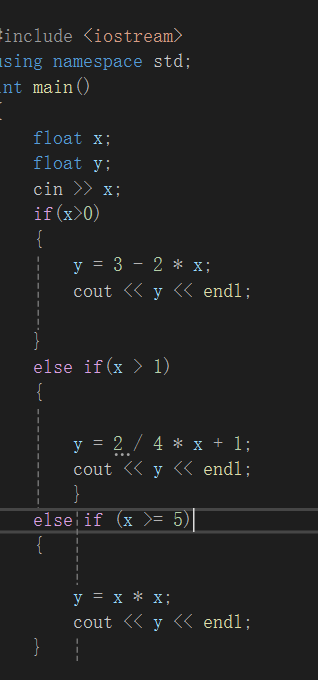 #include <iostream>
using namespace std;
int main()
{
float x;
float y;
cin >> x;
if(x>0)
{
y = 3 - 2 * x;
cout << y << endl;
}
else if(x > 1)
{
y = 2 / 4 * x + 1;
cout << y << endl;
}
else if (x >= 5)
{
y = x * x;
cout << y << endl;
}